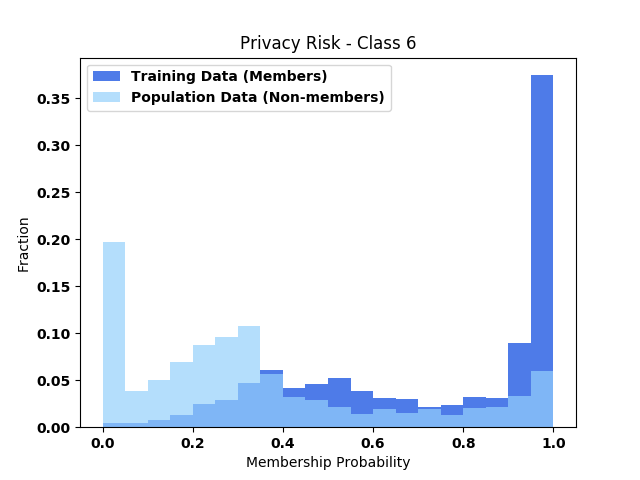 Privacy Risk - Class 6
Training Data (Members)
Population Data (Non-members)
Fraction
0.35
0.30
0.25
0.20
0.15
0.10
0.05
0.00
0.0 0.2 0.4 0.6 0.8 1.0
Membership Probability